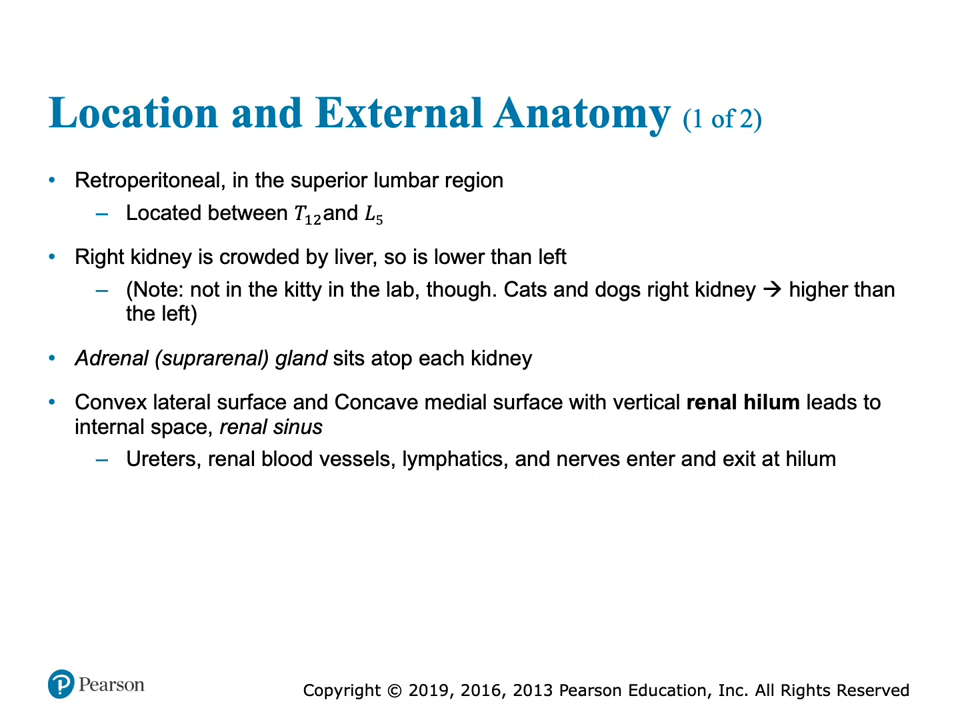 Location and External Anatomy (1 of 2)
• Retroperitoneal, in the superior lumbar region
– Located between T₁₂and L₅
• Right kidney is crowded by liver, so is lower than left
– (Note: not in the kitty in the lab, though. Cats and dogs right kidney → higher than
the left)
• Adrenal (suprarenal) gland sits atop each kidney
• Convex lateral surface and Concave medial surface with vertical renal hilum leads to
internal space, renal sinus
– Ureters, renal blood vessels, lymphatics, and nerves enter and exit at hilum
P Pearson
Copyright © 2019, 2016, 2013 Pearson Education, Inc. All Rights Reserved